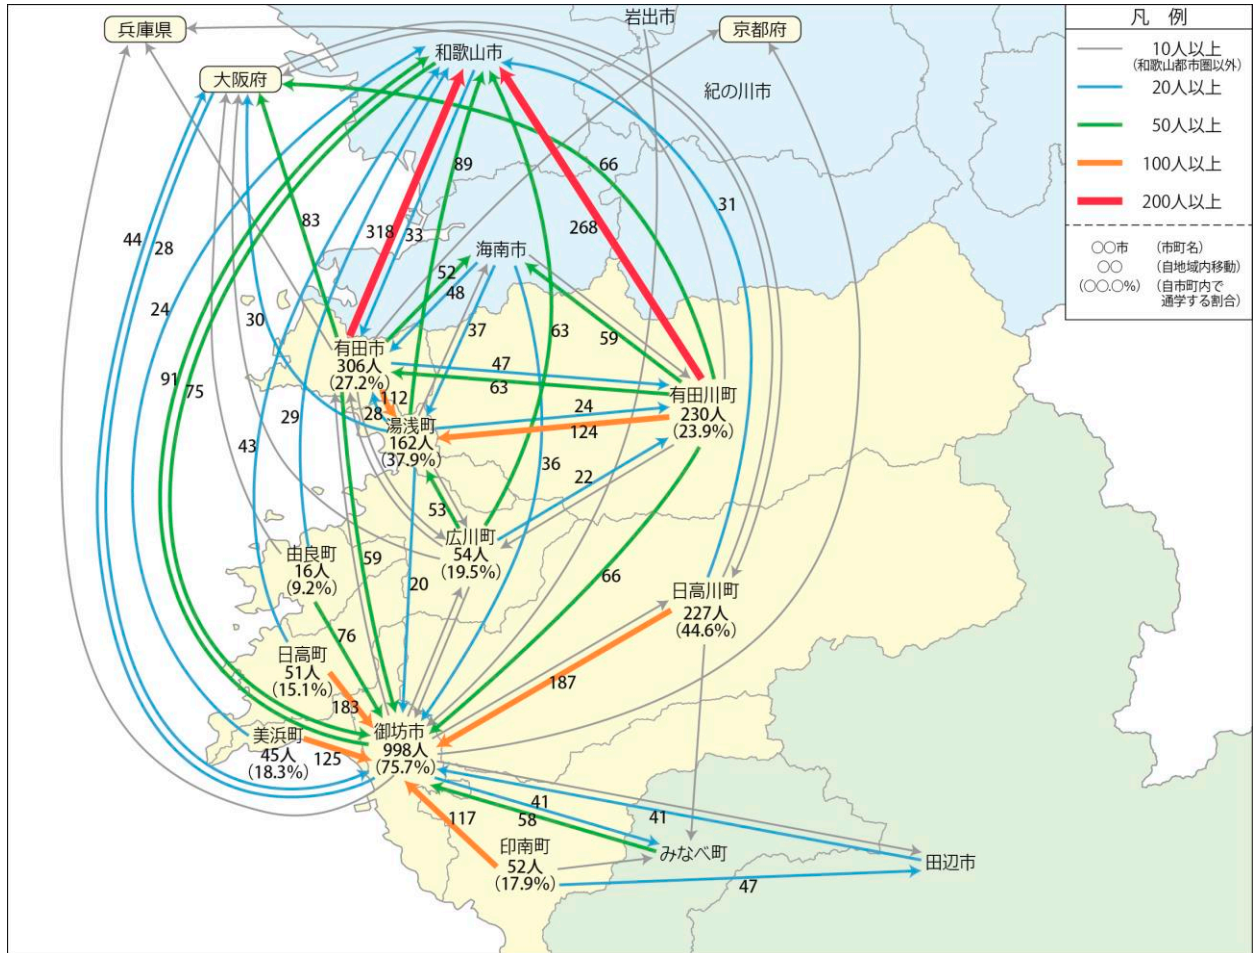 兵庫県
岩出市
京都府
和歌山市
大阪府
紀の川市
凡 例
10人以上
(和歌山都市圏以外)
20人以上
50人以上
100人以上
200人以上
○○市 (市町名)
○○ (自地域内移動)
(○○.○%) (自市町内で
通学する割合)
89
66
31
83
318
33
268
44
28
海南市
52
48
24
30
37
63
59
有田市
306人
(27.2%)
47
63
有田川町
230人
(23.9%)
91
75
112
28
湯浅町
162人
(37.9%)
24
124
29
43
36
22
53
広川町
54人
(19.5%)
由良町
16人
(9.2%)
59
20
66
日高川町
227人
(44.6%)
76
日高町
51人
(15.1%)
183
187
美浜町
45人
(18.3%)
125
御坊市
998人
(75.7%)
41
58
41
117
印南町
52人
(17.9%)
みなべ町
田辺市
47